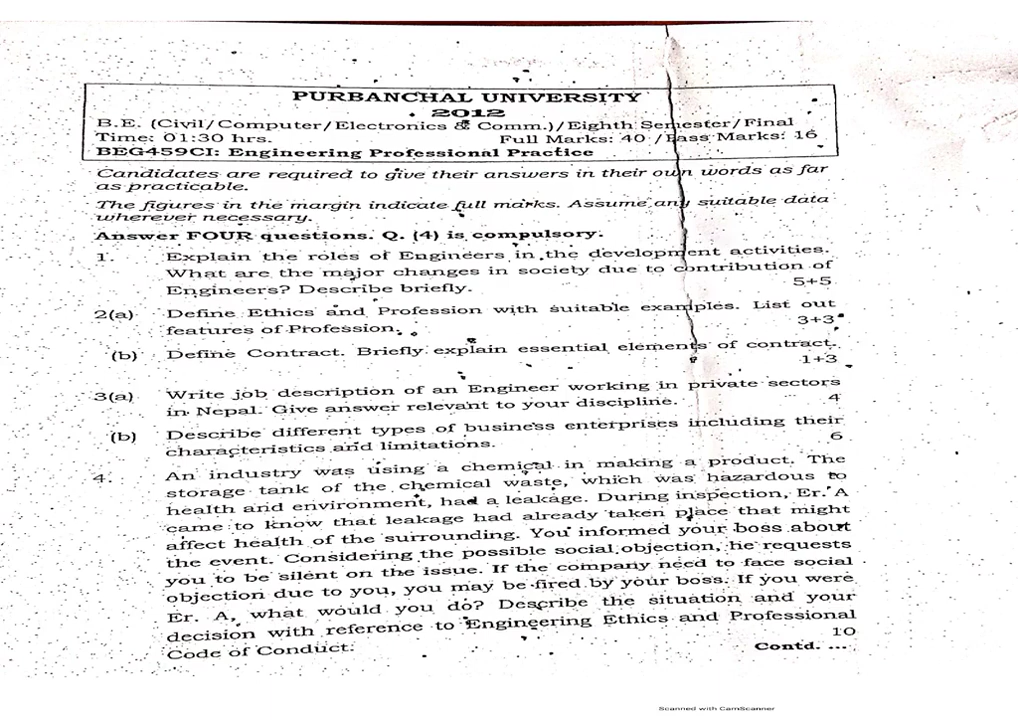 PURBANCHAL UNIVERSITY
2012
B.E. (Civil/Computer/Electronics & Comm.)/Eighth Semester/Final
Time: 01:30 hrs. Full Marks: 40 /Pass Marks: 16
BEG459CI: Engineering Professional Practice
Candidates are required to give their answers in their own words as far
as practicable.
The figures in the margin indicate full marks. Assume any suitable data
wherever necessary.
Answer FOUR questions. Q. (4) is compulsory.
1. Explain the roles of Engineers in the development activities.
What are the major changes in society due to contribution of
Engineers? Describe briefly. 5+5
2(a) Define Ethics and Profession with suitable examples. List out
features of Profession. 3+3
(b) Define Contract. Briefly explain essential elements of contract.
1+3
3(a) Write job description of an Engineer working in private sectors
in Nepal. Give answer relevant to your discipline. 4
(b) Describe different types of business enterprises including their
characteristics and limitations. 6
4. An industry was using a chemical in making a product. The
storage tank of the chemical waste, which was hazardous to
health and environment, had a leakage. During inspection, Er. A
came to know that leakage had already taken place that might
affect health of the surrounding. You informed your boss about
the event. Considering the possible social objection, he requests
you to be silent on the issue. If the company need to face social
objection due to you, you may be fired by your boss. If you were
Er. A, what would you do? Describe the situation and your
decision with reference to Engineering Ethics and Professional
Code of Conduct. 10
Contd. ...
Scanned with CamScanner